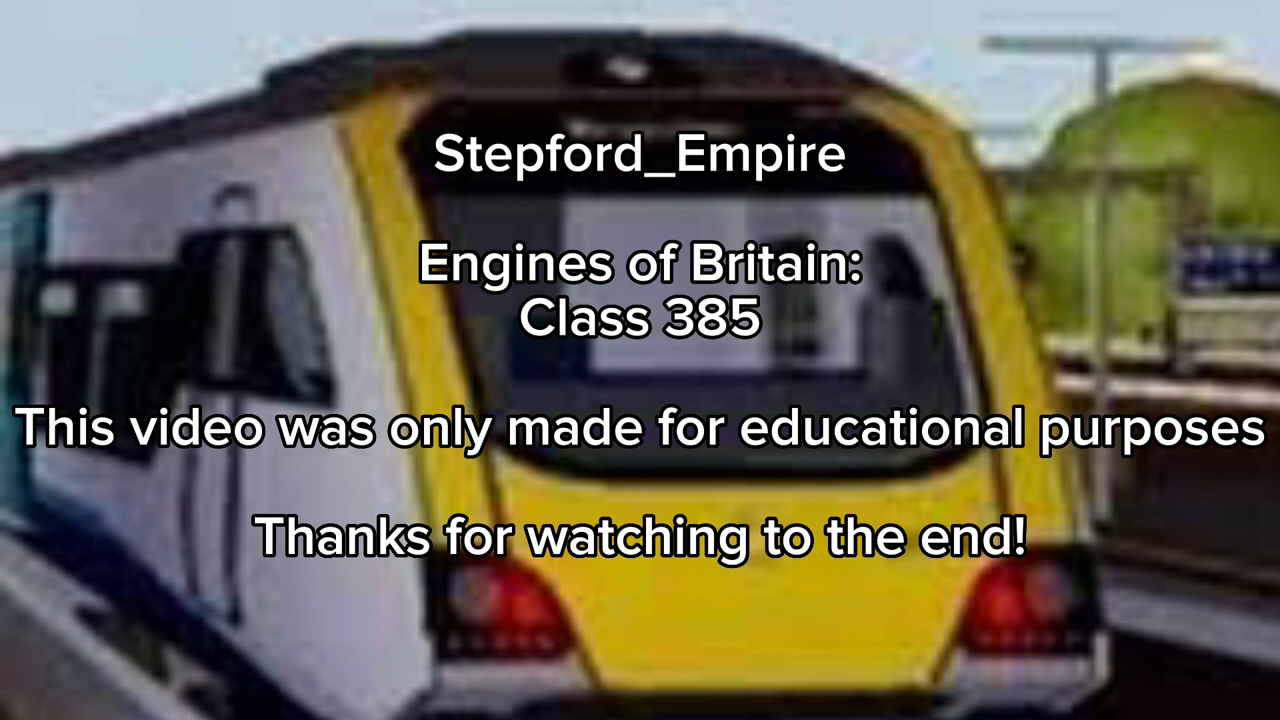 Stepford_Empire
Engines of Britain:
Class 385
This video was only made for educational purposes
Thanks for watching to the end!